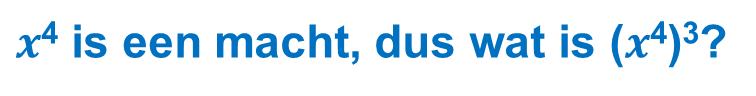 x⁴ is een macht, dus wat is (x⁴)³?